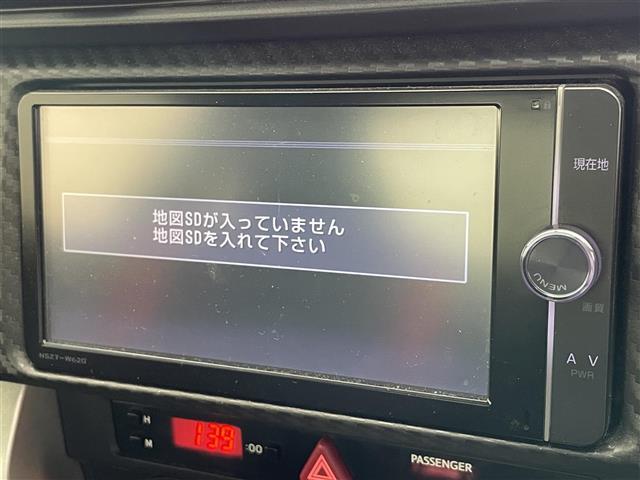 現在地
地図SDが入っていません
地図SDを入れて下さい
MENU
画質
NSZT-W62G
A V
PWR
H
M
1:39
:00
PASSENGER